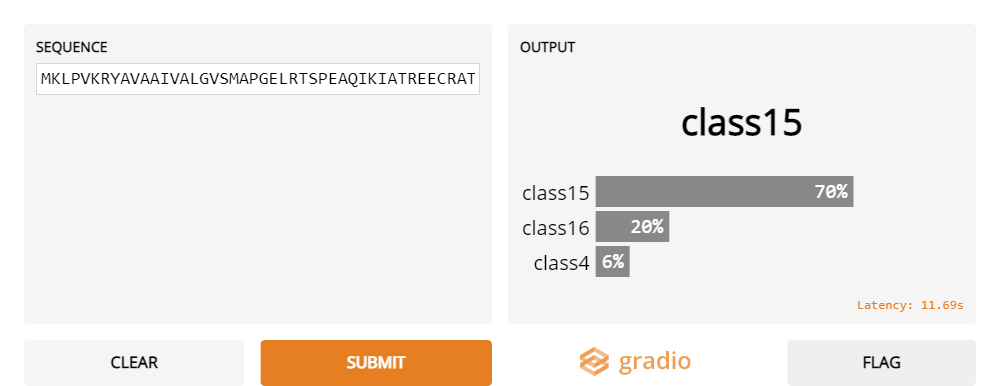 SEQUENCE
MKLPVKRYAVAAIVALGVSMAPGELRTSPEAQIKIATREECRAT
OUTPUT
class15
class15 70%
class16 20%
class4 6%
Latency: 11.69s
CLEAR
SUBMIT
gradio
FLAG